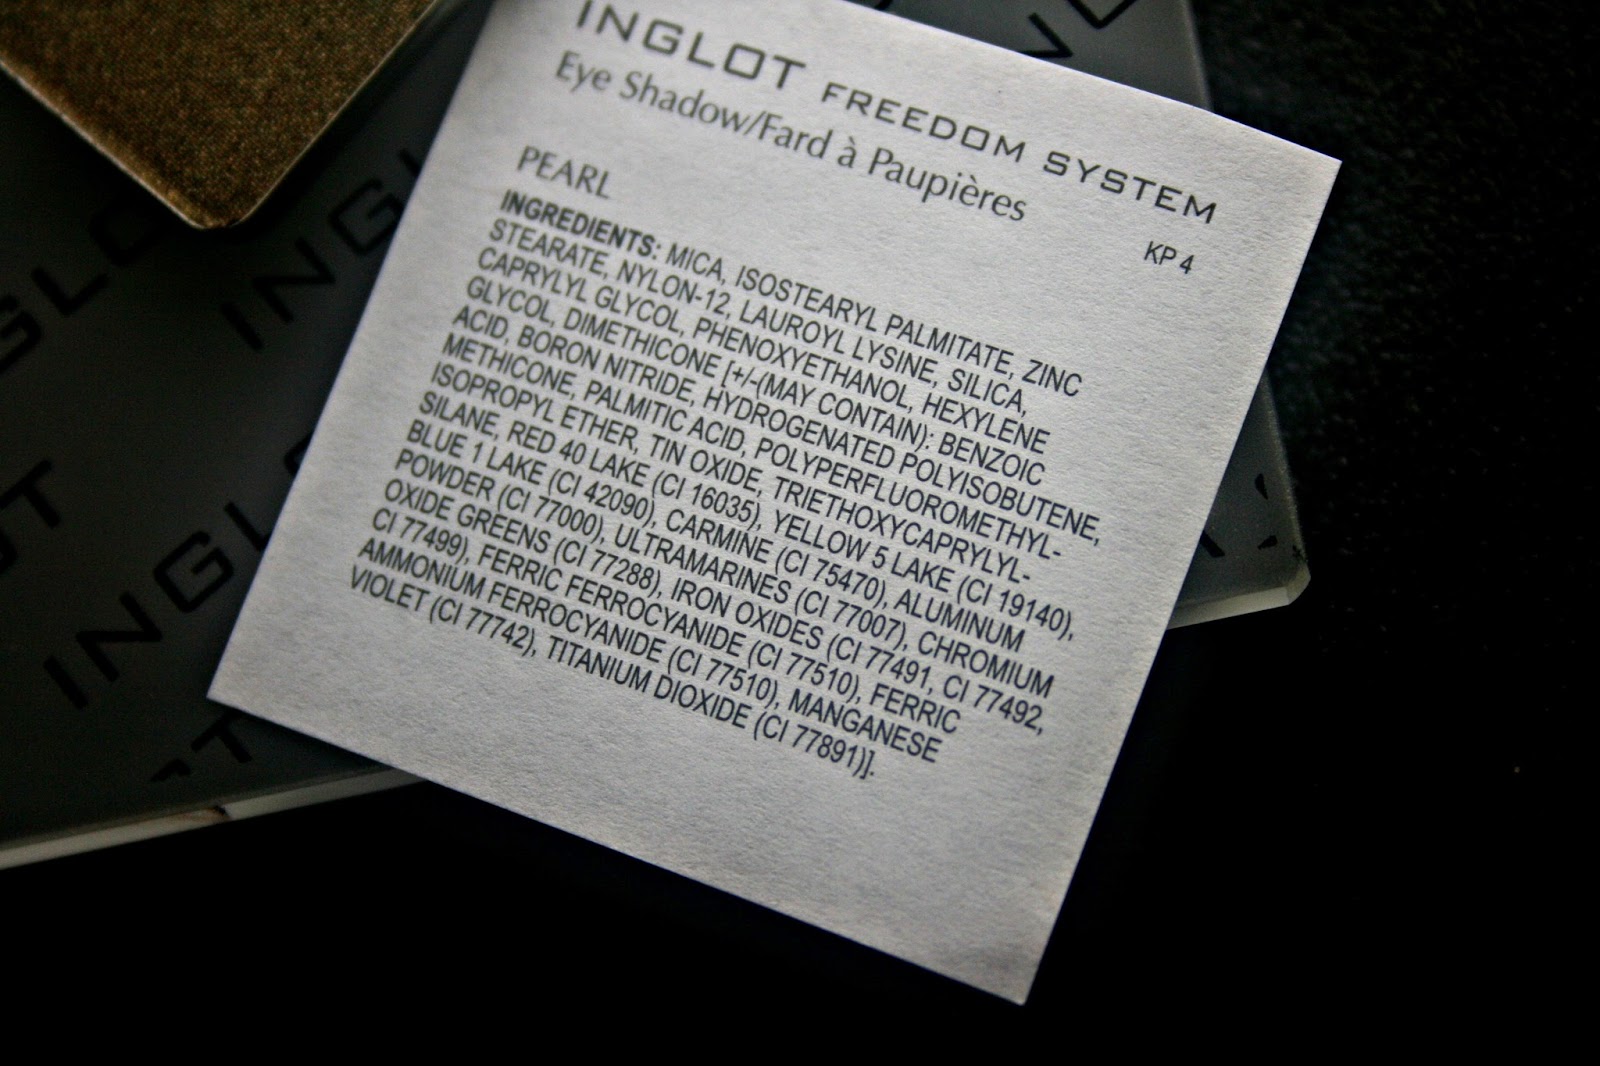 INGLOT FREEDOM SYSTEM
Eye Shadow/Fard à Paupières
KP 4
PEARL
INGREDIENTS: MICA, ISOSTEARYL PALMITATE, ZINC
STEARATE, NYLON-12, LAUROYL LYSINE, SILICA,
CAPRYLYL GLYCOL, PHENOXYETHANOL, HEXYLENE
GLYCOL, DIMETHICONE [+/-(MAY CONTAIN): BENZOIC
ACID, BORON NITRIDE, HYDROGENATED POLYISOBUTENE,
METHICONE, PALMITIC ACID, POLYPERFLUOROMETHYL-
ISOPROPYL ETHER, TIN OXIDE, TRIETHOXYCAPRYLYL-
SILANE, RED 40 LAKE (CI 16035), YELLOW 5 LAKE (CI 19140),
BLUE 1 LAKE (CI 42090), CARMINE (CI 75470), ALUMINUM
POWDER (CI 77000), ULTRAMARINES (CI 77007), CHROMIUM
OXIDE GREENS (CI 77288), IRON OXIDES (CI 77491, CI 77492,
CI 77499), FERRIC FERROCYANIDE (CI 77510), FERRIC
AMMONIUM FERROCYANIDE (CI 77510), MANGANESE
VIOLET (CI 77742), TITANIUM DIOXIDE (CI 77891)].